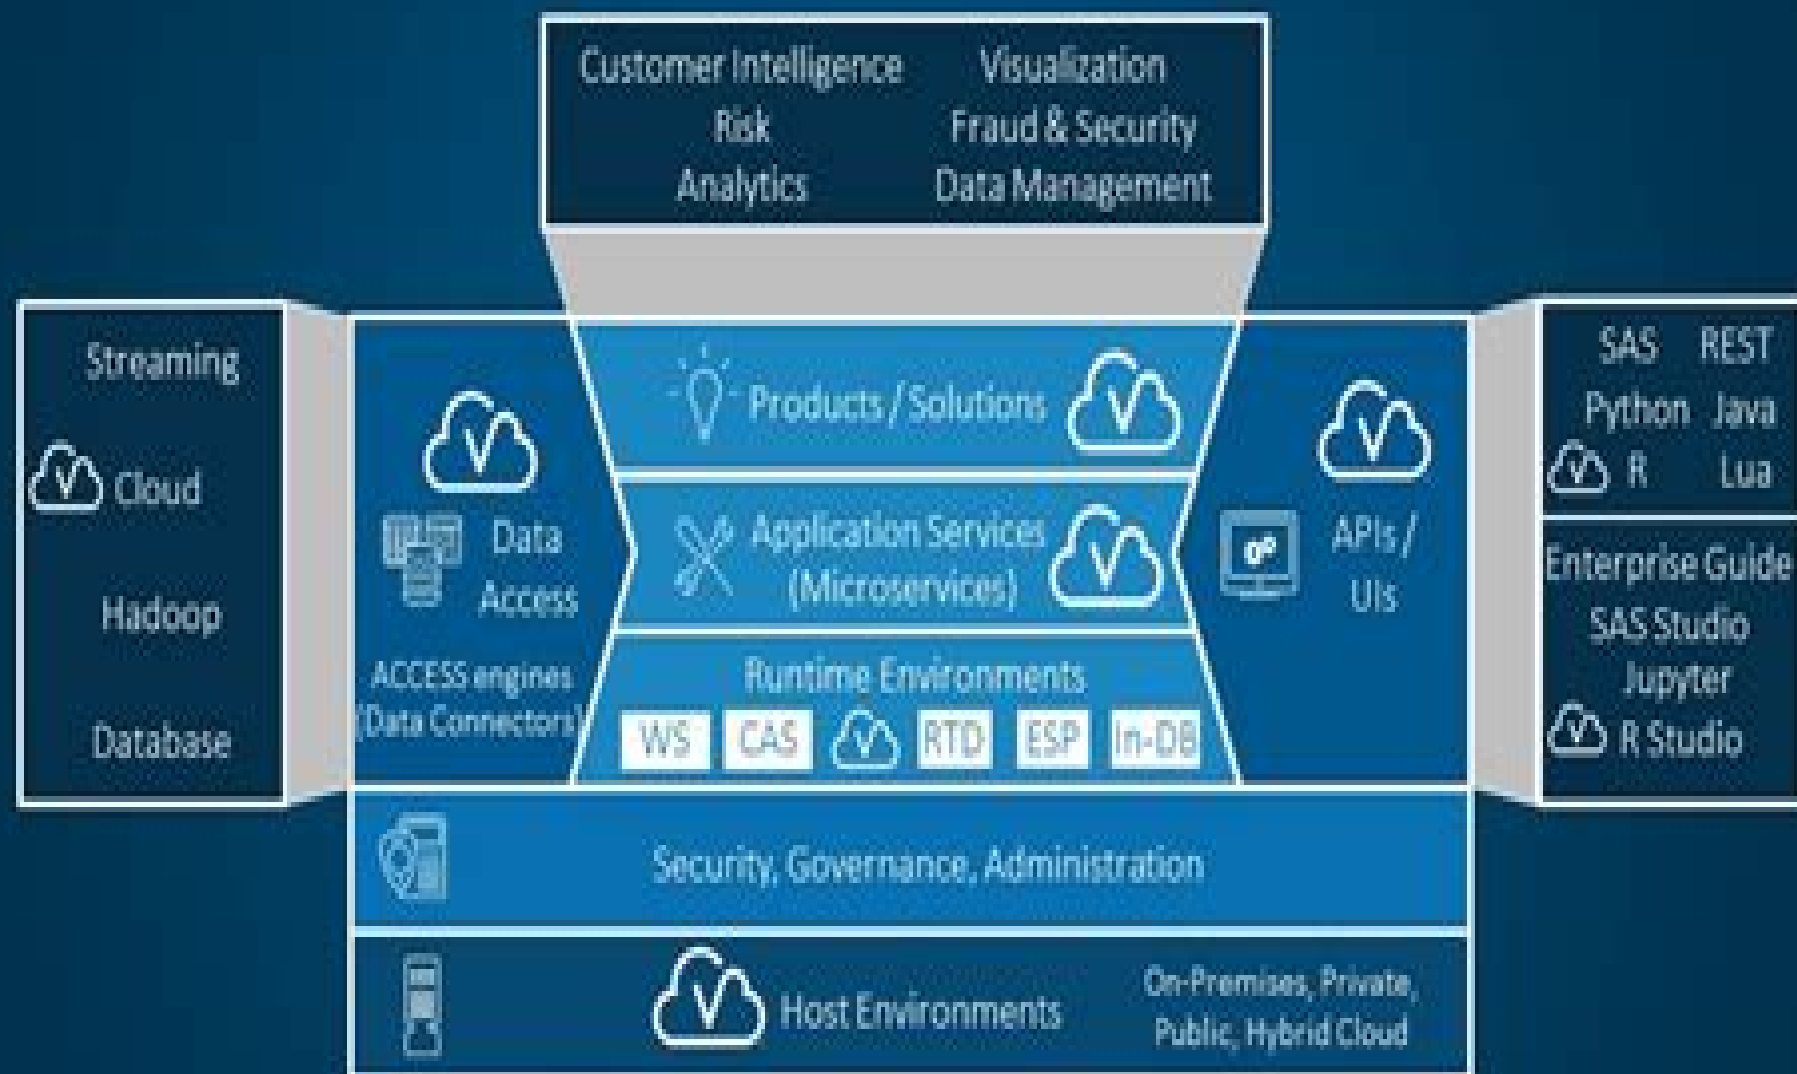 Customer Intelligence Visualization
Risk Fraud & Security
Analytics Data Management
Streaming
V Cloud
Hadoop
Database
V
Data
Access
ACCESS engines
(Data Connectors)
Products / Solutions V
Application Services
(Microservices) V
Runtime Environments
WS CAS V RTD ESP In-DB
V
APIs /
UIs
SAS REST
Python Java
V R Lua
Enterprise Guide
SAS Studio
Jupyter
V R Studio
Security, Governance, Administration
V Host Environments
On-Premises, Private,
Public, Hybrid Cloud